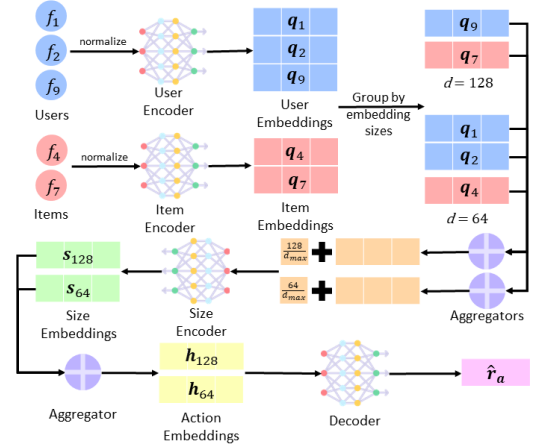 f1
f2
f9
Users
normalize
User
Encoder
q1
q2
q9
User
Embeddings
Group by
embedding
sizes
q9
q7
d = 128
f4
f7
Items
normalize
Item
Encoder
q4
q7
Item
Embeddings
q1
q2
q4
d = 64
s128
s64
Size
Embeddings
Size
Encoder
128/dmax
64/dmax
Aggregators
Aggregator
h128
h64
Action
Embeddings
Decoder
r̂a